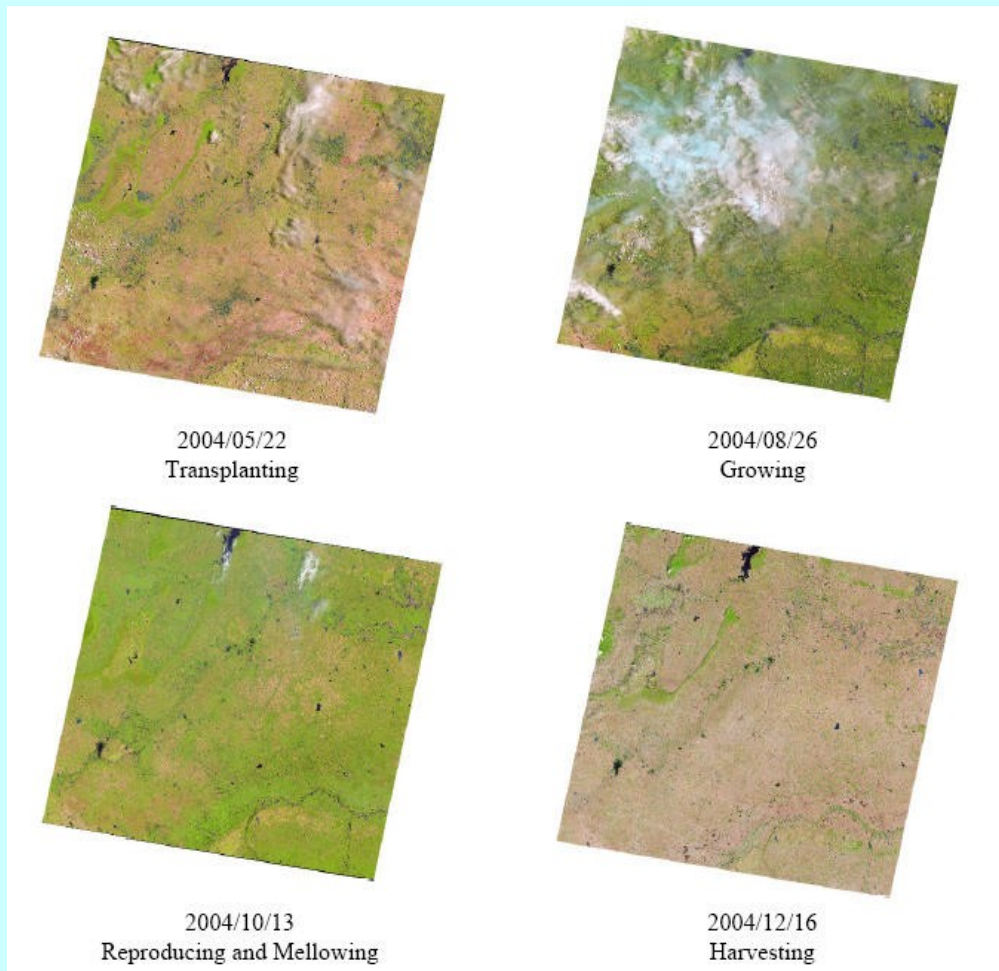 2004/05/22
Transplanting
2004/08/26
Growing
2004/10/13
Reproducing and Mellowing
2004/12/16
Harvesting